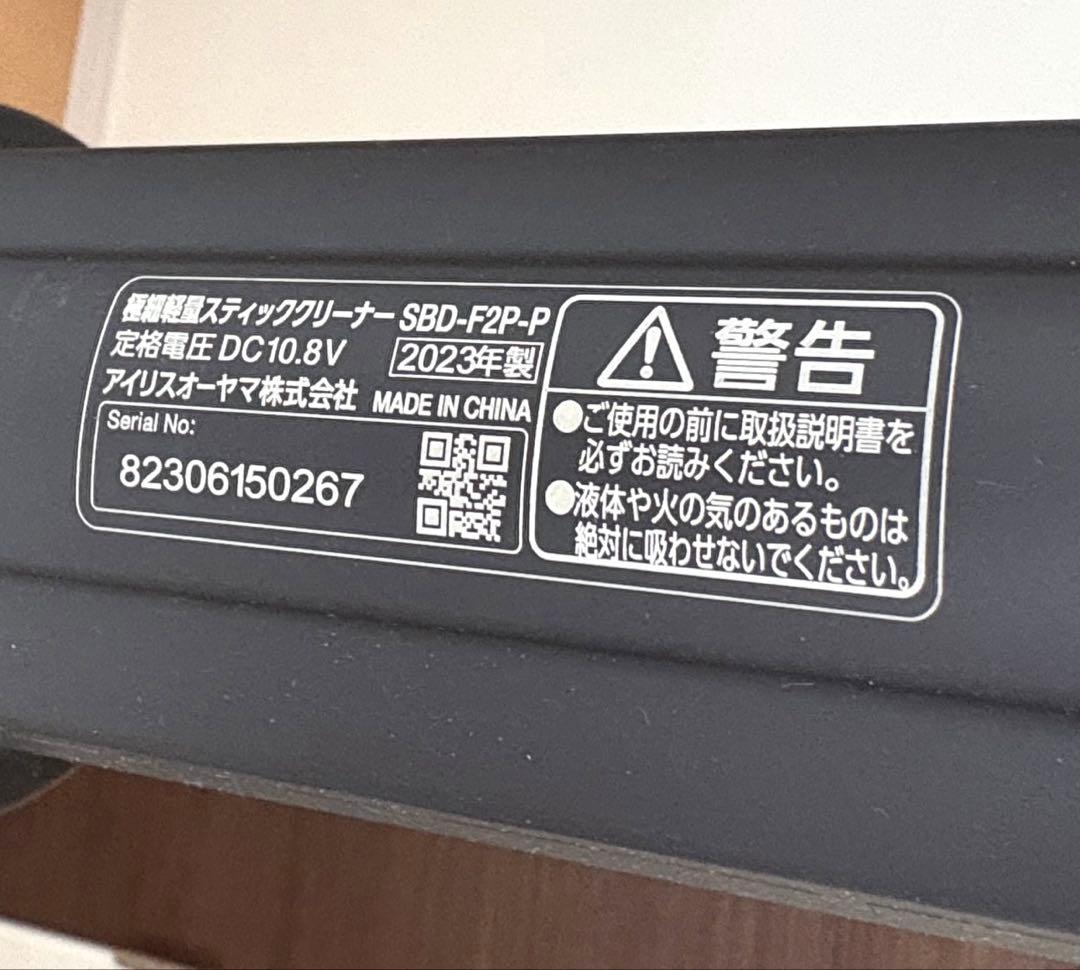 極細軽量スティッククリーナー SBD-F2P-P
定格電圧 DC10.8V 2023年製
アイリスオーヤマ株式会社 MADE IN CHINA
Serial No:
82306150267
警告
●ご使用の前に取扱説明書を
必ずお読みください。
●液体や火の気のあるものは
絶対に吸わせないでください。